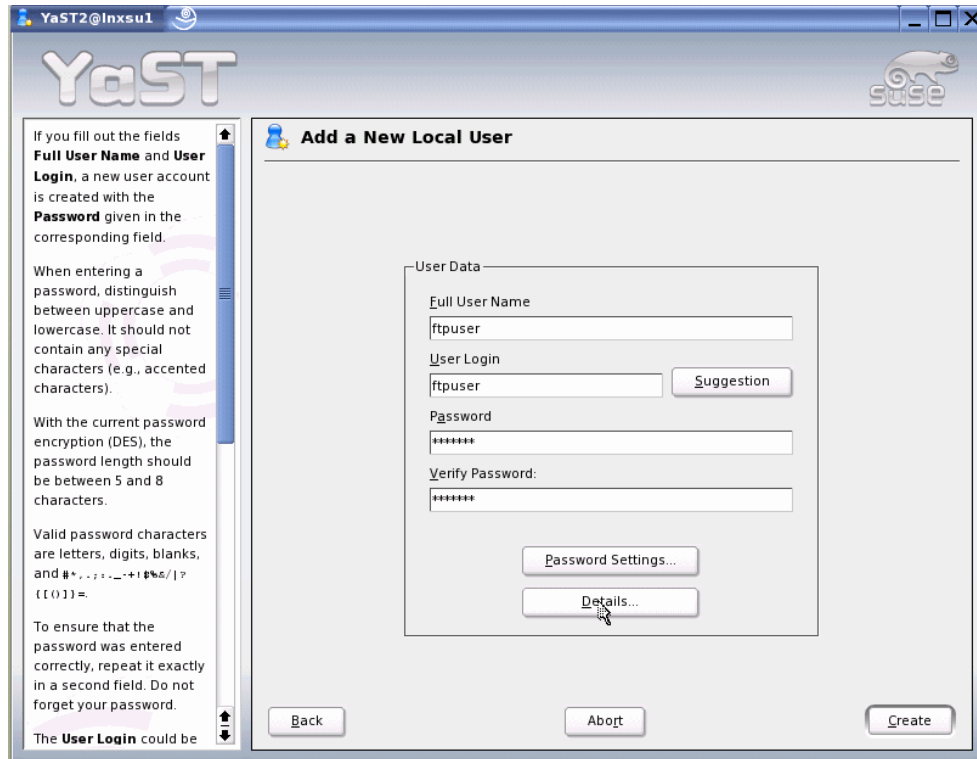 YaST2@lnxsu1
YaST
SUSE
If you fill out the fields
Full User Name and User
Login, a new user account
is created with the
Password given in the
corresponding field.
When entering a
password, distinguish
between uppercase and
lowercase. It should not
contain any special
characters (e.g., accented
characters).
With the current password
encryption (DES), the
password length should
be between 5 and 8
characters.
Valid password characters
are letters, digits, blanks,
and #*,.;:._-+!$%&/|?
{[()]}=.
To ensure that the
password was entered
correctly, repeat it exactly
in a second field. Do not
forget your password.
The User Login could be
Add a New Local User
User Data
Full User Name
ftpuser
User Login
ftpuser
Suggestion
Password
*******
Verify Password:
*******
Password Settings...
Details...
Back
Abort
Create